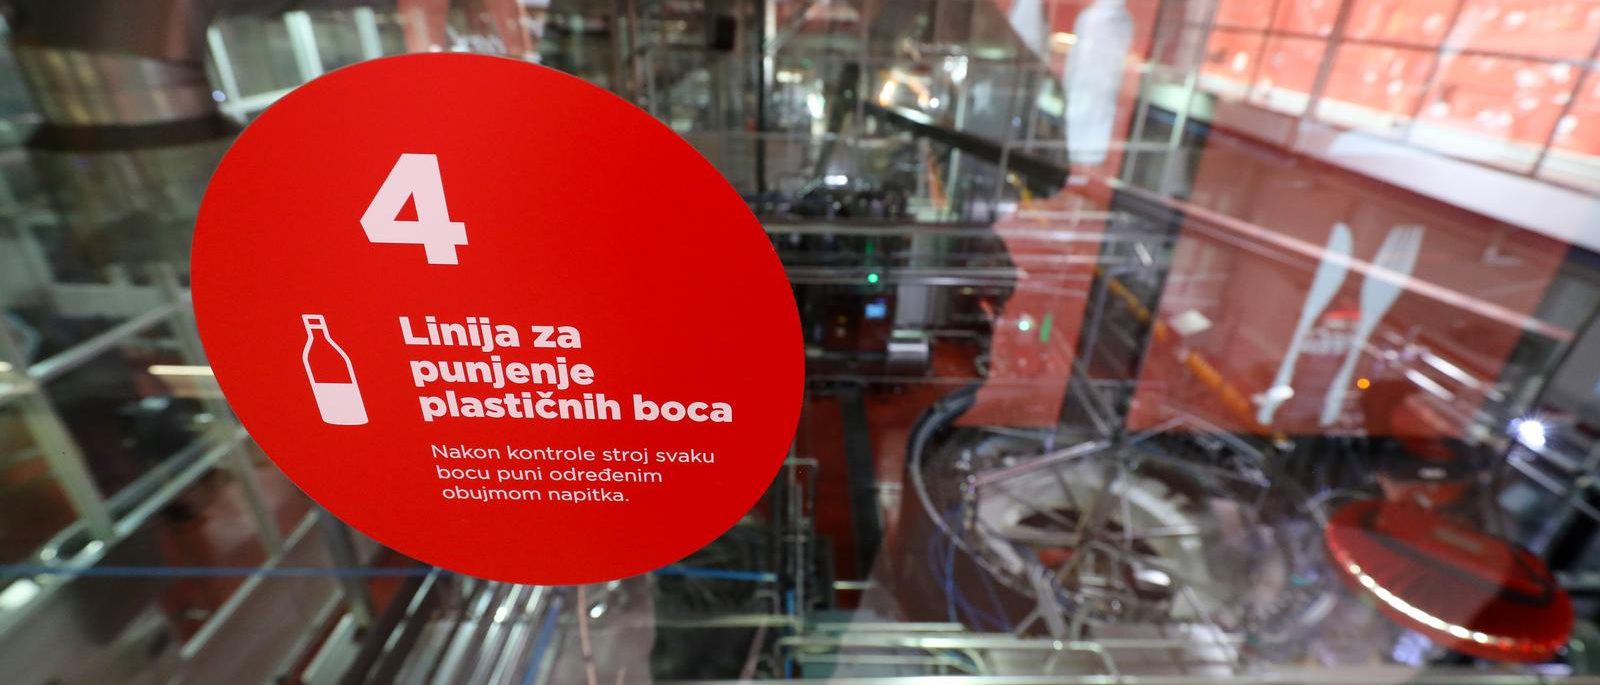 4
Linija za
punjenje
plastičnih boca
Nakon kontrole stroj svaku
bocu puni određenim
obujmom napitka.